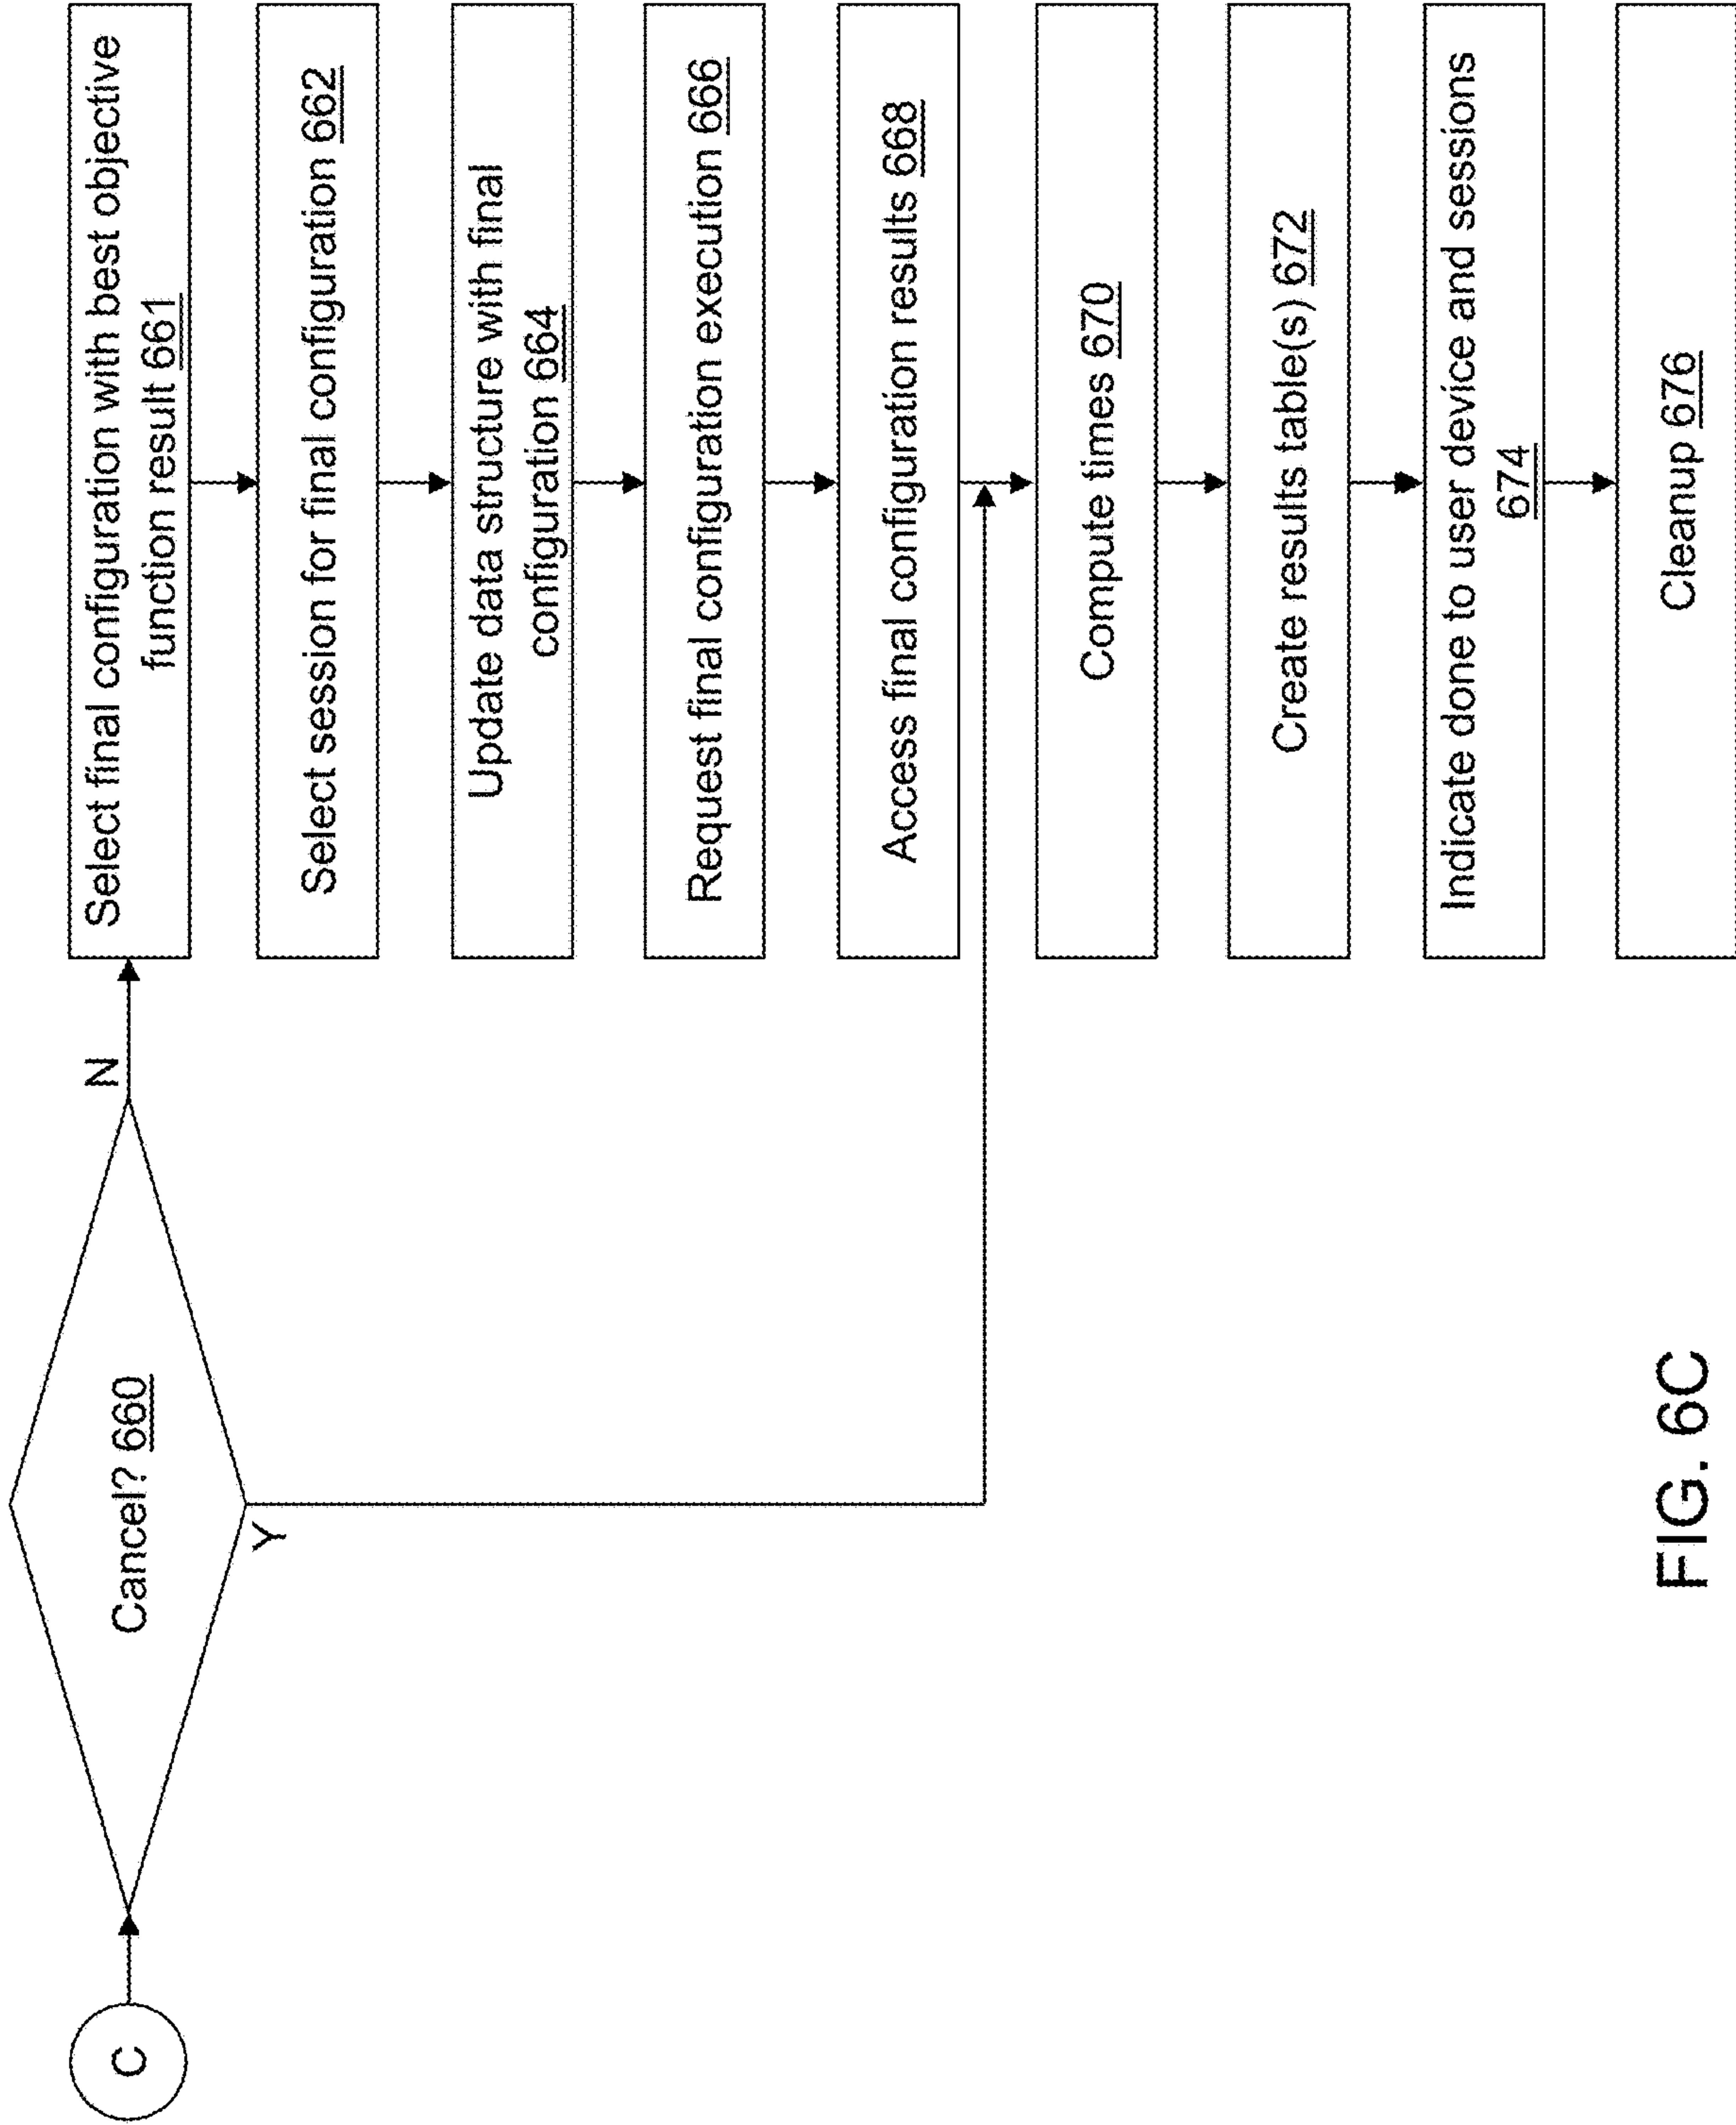 C
Cancel? 660
N
Y
Select final configuration with best objective
function result 661
Select session for final configuration 662
Update data structure with final
configuration 664
Request final configuration execution 666
Access final configuration results 668
Compute times 670
Create results table(s) 672
Indicate done to user device and sessions
674
Cleanup 676
FIG. 6C